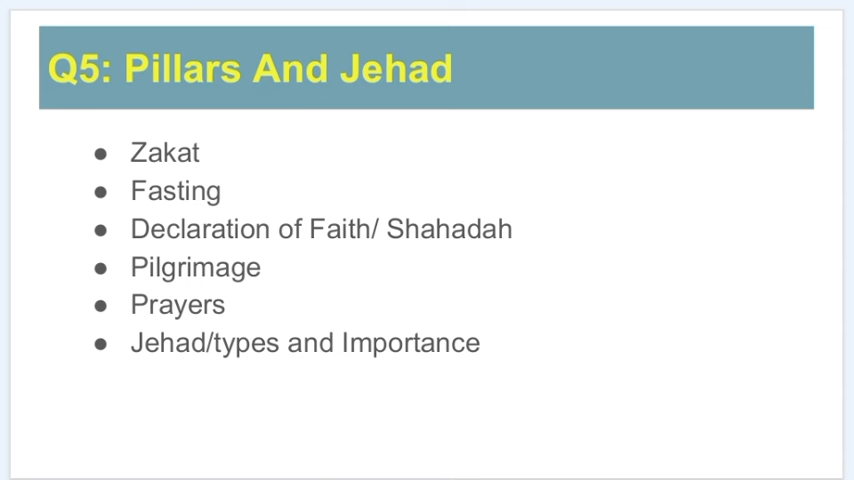 Q5: Pillars And Jehad
● Zakat
● Fasting
● Declaration of Faith/ Shahadah
● Pilgrimage
● Prayers
● Jehad/types and Importance